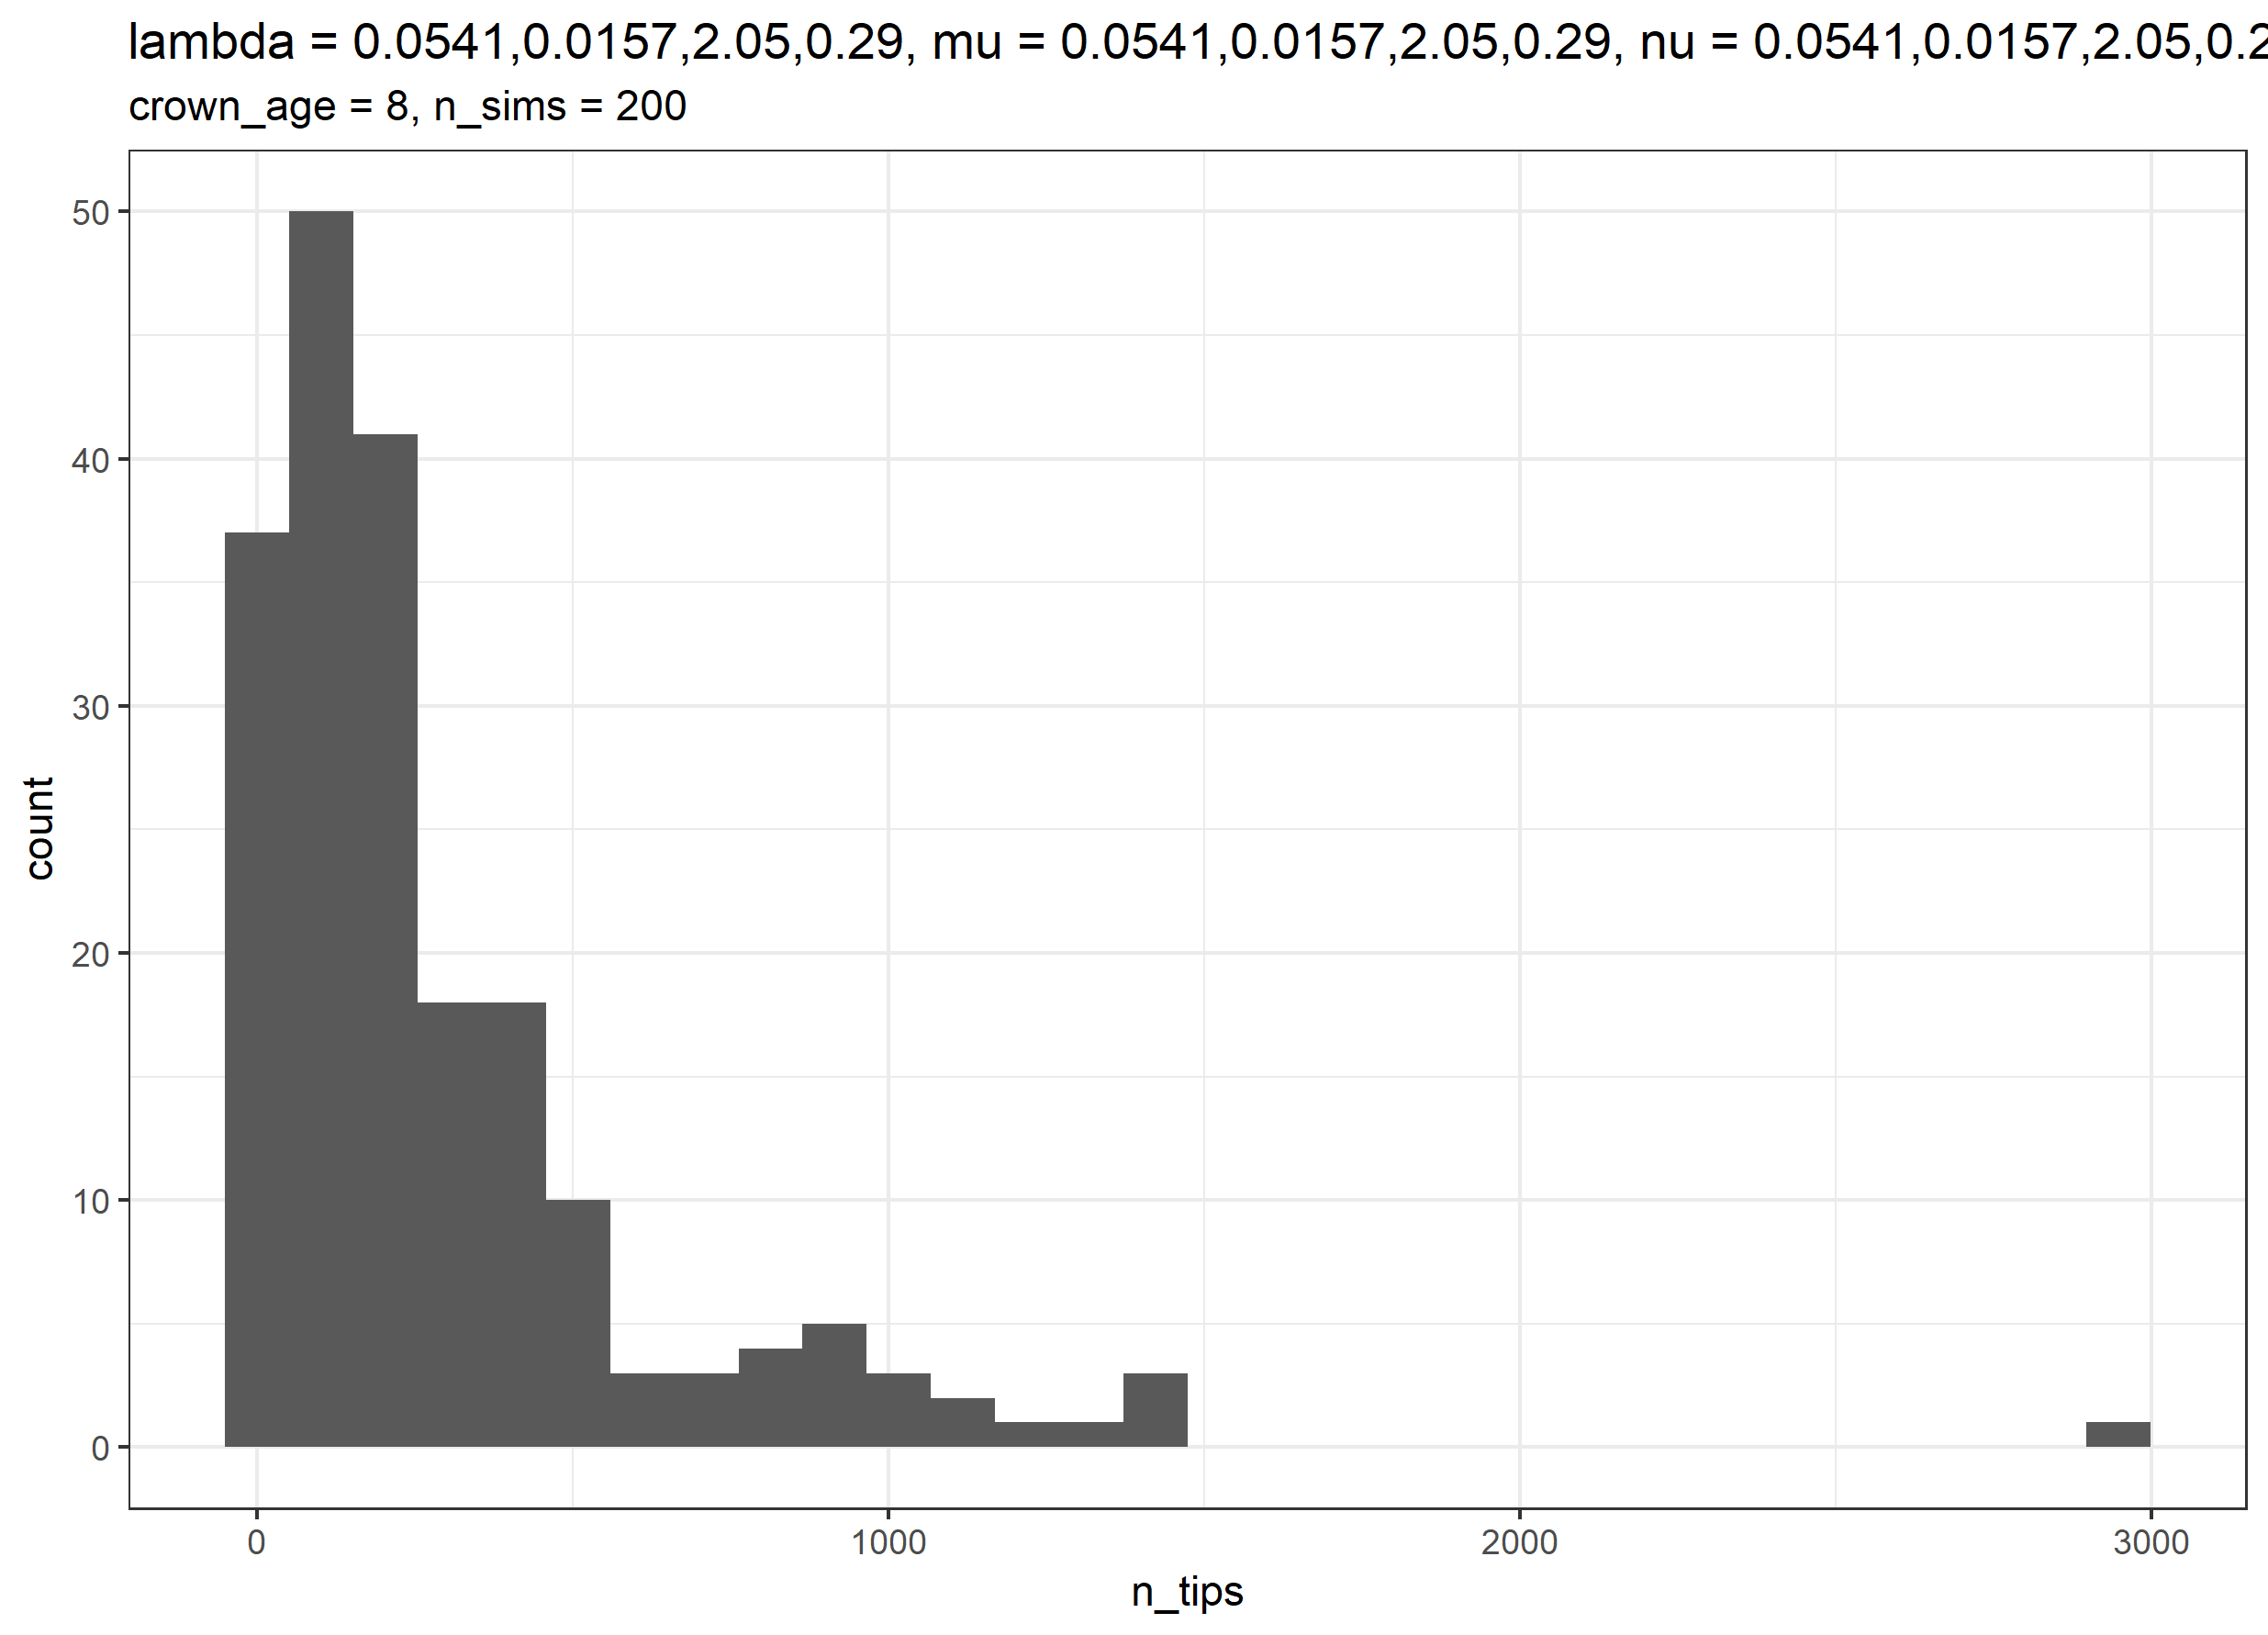 lambda = 0.0541,0.0157,2.05,0.29, mu = 0.0541,0.0157,2.05,0.29, nu = 0.0541,0.0157,2.05,0.2
crown_age = 8, n_sims = 200
50
40
30
20
10
0
count
0 1000 2000 3000
n_tips